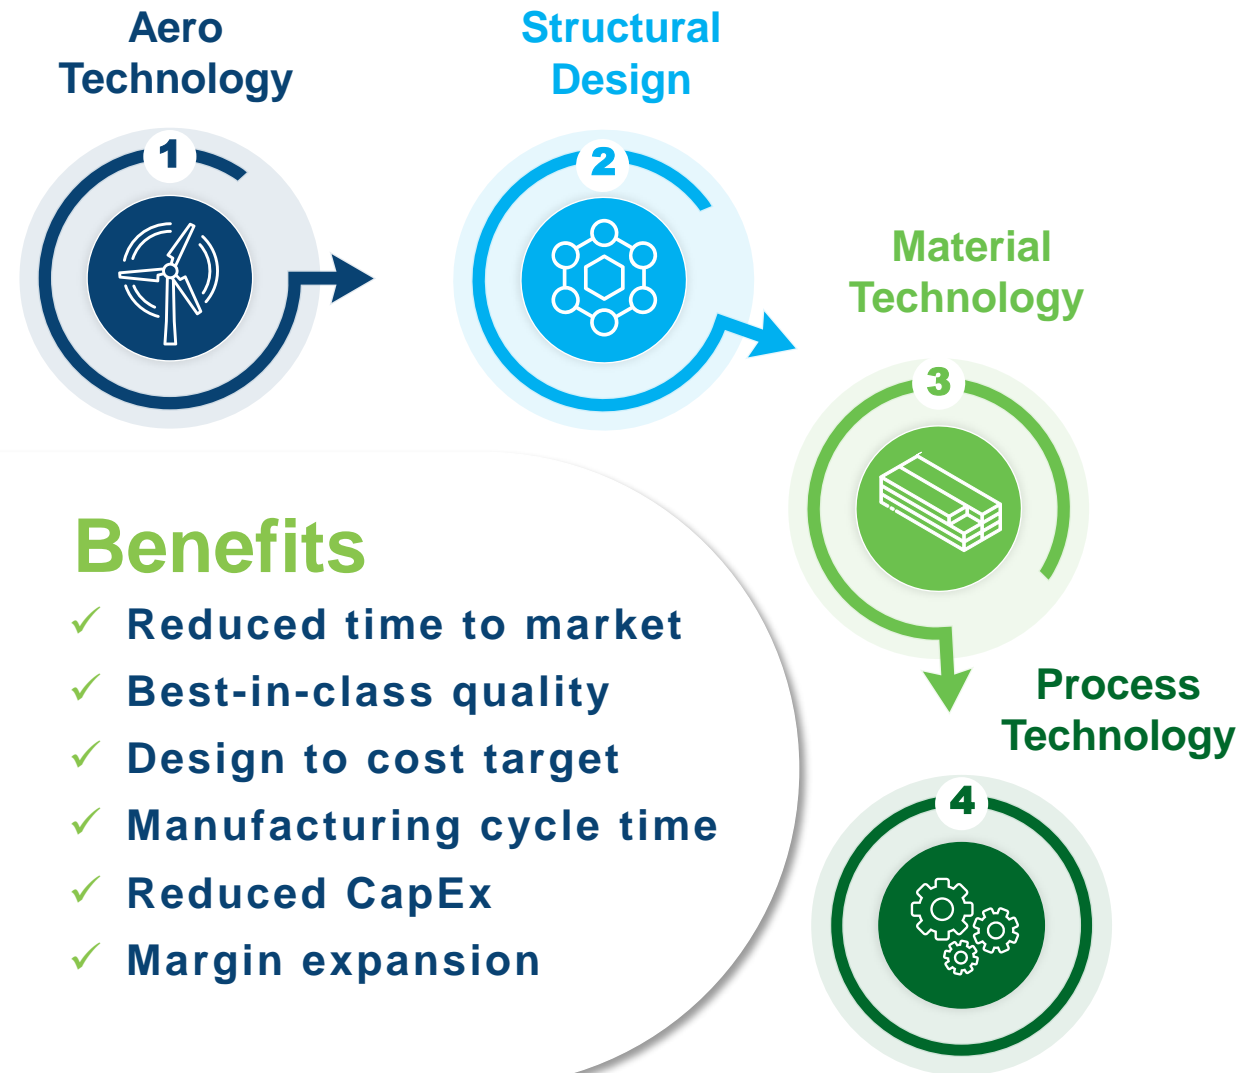 Aero
Technology
1
Structural
Design
2
Material
Technology
3
Process
Technology
4
Benefits
✓ Reduced time to market
✓ Best-in-class quality
✓ Design to cost target
✓ Manufacturing cycle time
✓ Reduced CapEx
✓ Margin expansion